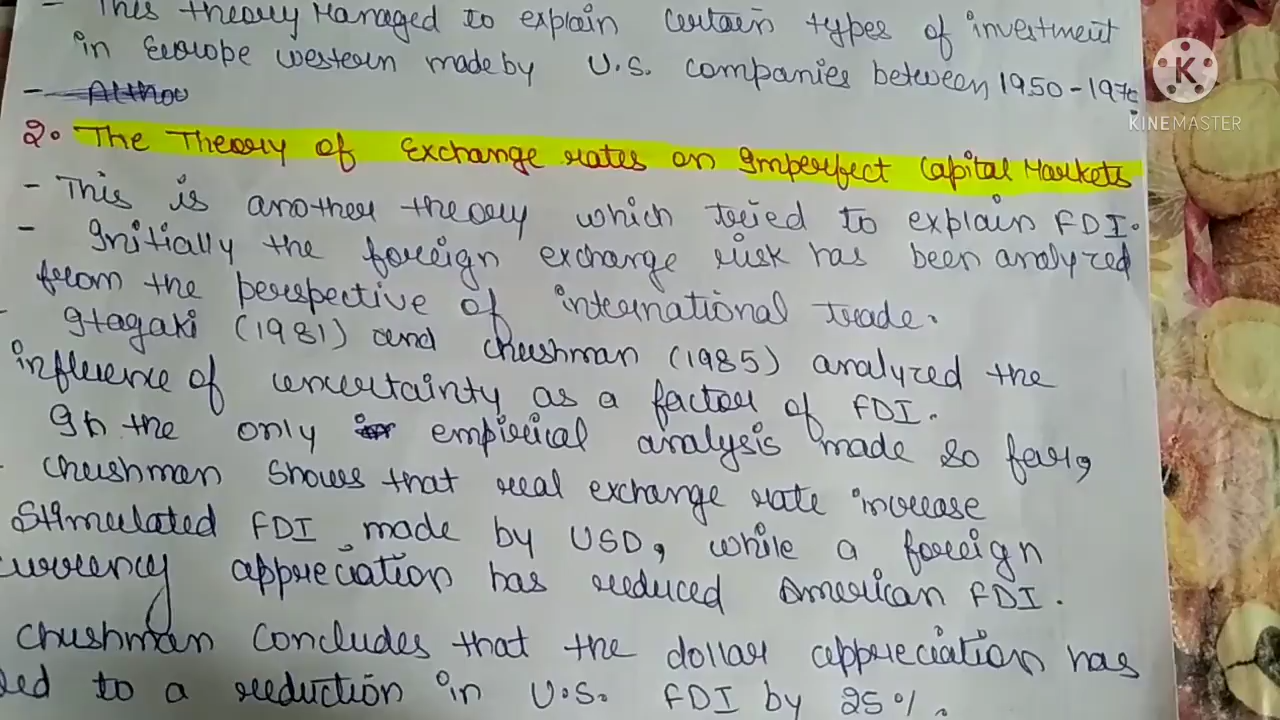 - This theory Managed to explain certain types of investment
in Europe western made by U.S. companies between 1950-197
- Althou
K
KINEMASTER
2. The Theory of Exchange rates on Imperfect Capital Markets
- This is another theory which tried to explain FDI.
- Initially the foreign exchange risk has been analyzed
from the perspective of international trade.
- Itagaki (1981) and Chushman (1985) analyzed the
influence of uncertainty as a factor of FDI.
In the only empirical analysis made so far,
- Chushman shows that real exchange rate increase
Stimulated FDI made by USD, while a foreign
currency appreciation has reduced American FDI.
Chushman Concludes that the dollar appreciation has
led to a reduction in U.S. FDI by 25%.